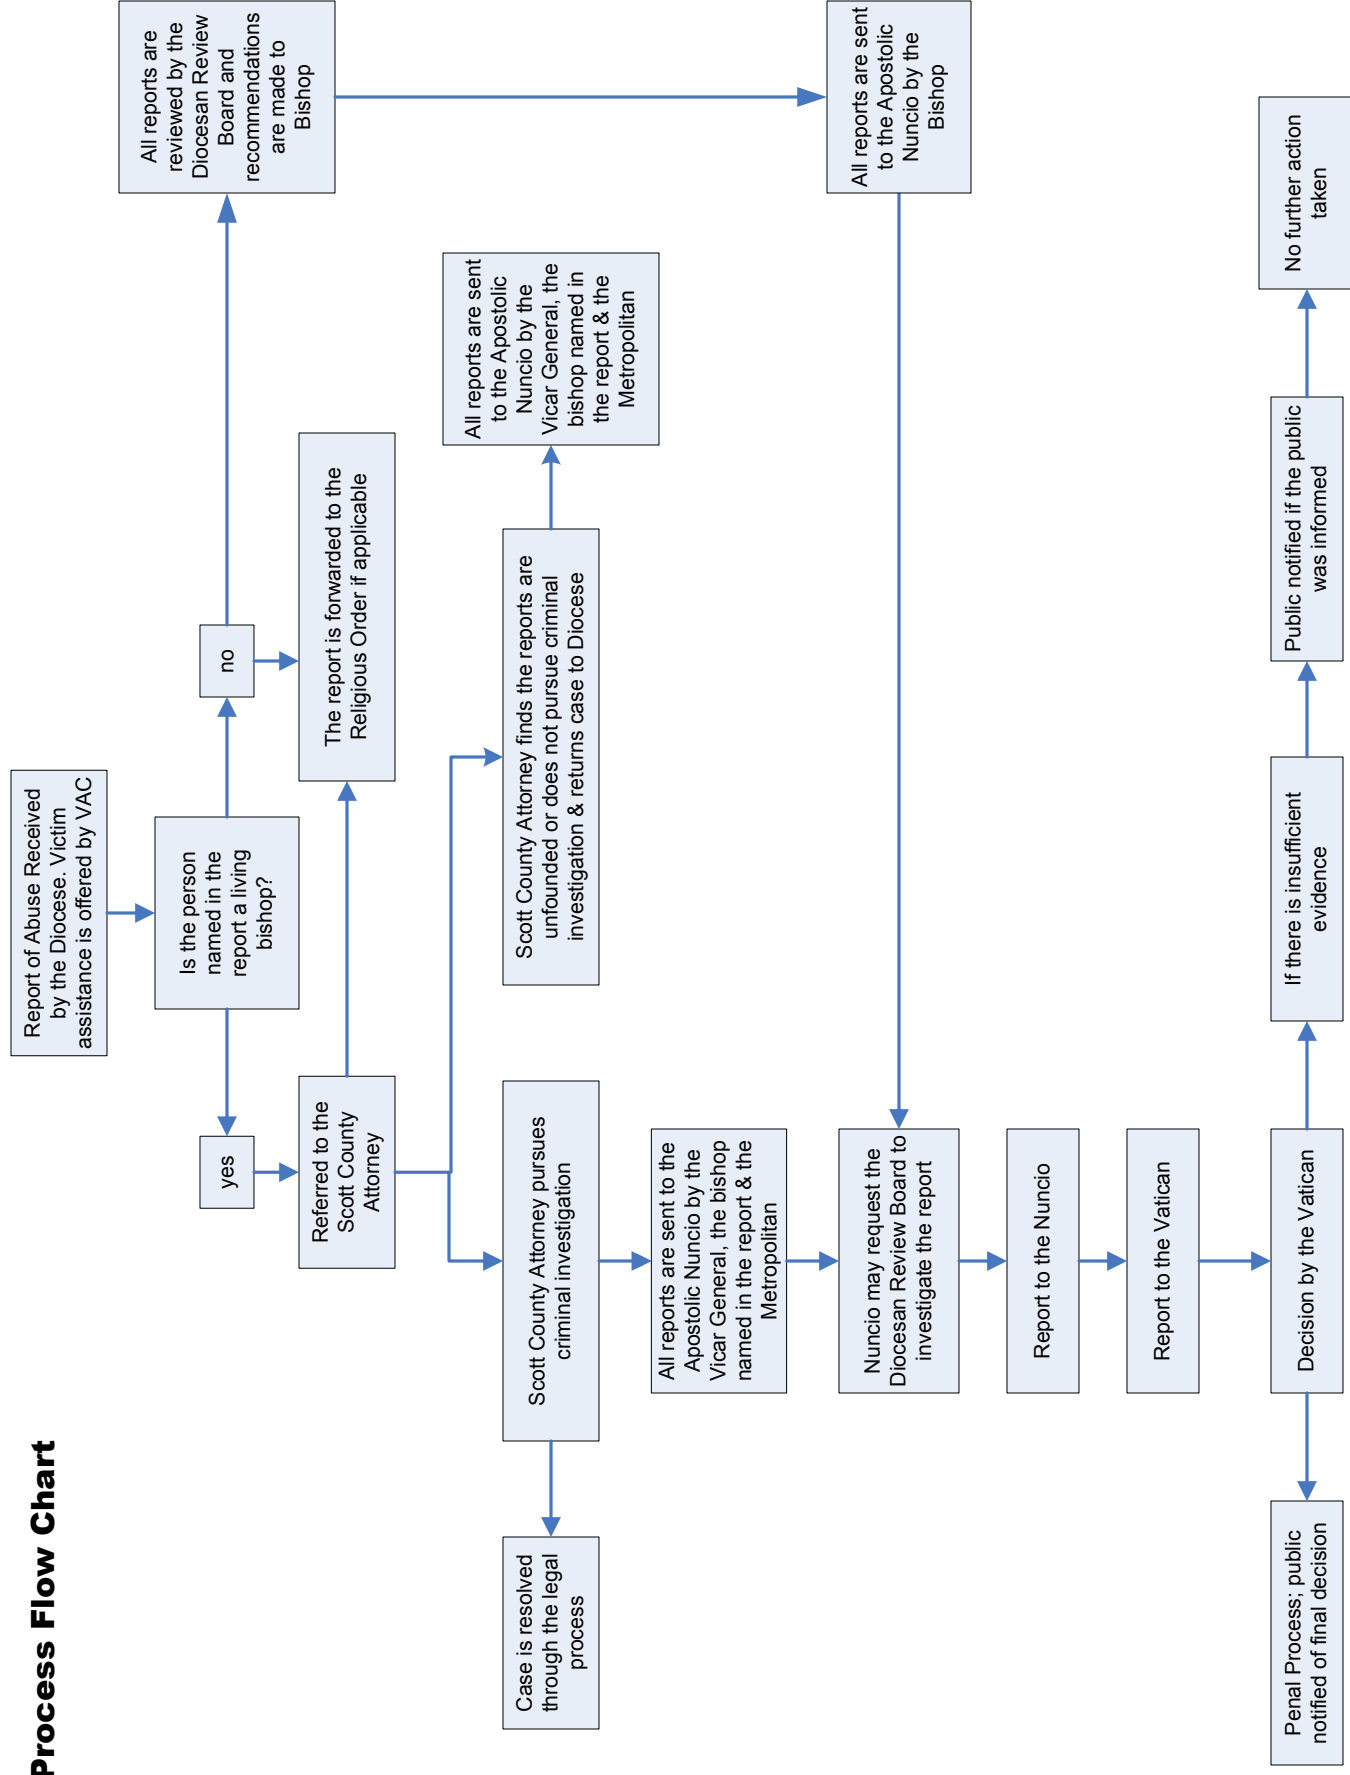 Process Flow Chart
Report of Abuse Received
by the Diocese. Victim
assistance is offered by VAC
Is the person
named in the
report a living
bishop?
yes
no
All reports are
reviewed by the
Diocesan Review
Board and
recommendations
are made to
Bishop
Referred to the
Scott County
Attorney
The report is forwarded to the
Religious Order if applicable
Case is resolved
through the legal
process
Scott County Attorney pursues
criminal investigation
Scott County Attorney finds the reports are
unfounded or does not pursue criminal
investigation & returns case to Diocese
All reports are sent
to the Apostolic
Nuncio by the
Vicar General, the
bishop named in
the report & the
Metropolitan
All reports are sent to the
Apostolic Nuncio by the
Vicar General, the bishop
named in the report & the
Metropolitan
Nuncio may request the
Diocesan Review Board to
investigate the report
All reports are sent
to the Apostolic
Nuncio by the
Bishop
Report to the Nuncio
Report to the Vatican
Penal Process; public
notified of final decision
Decision by the Vatican
If there is insufficient
evidence
Public notified if the public
was informed
No further action
taken